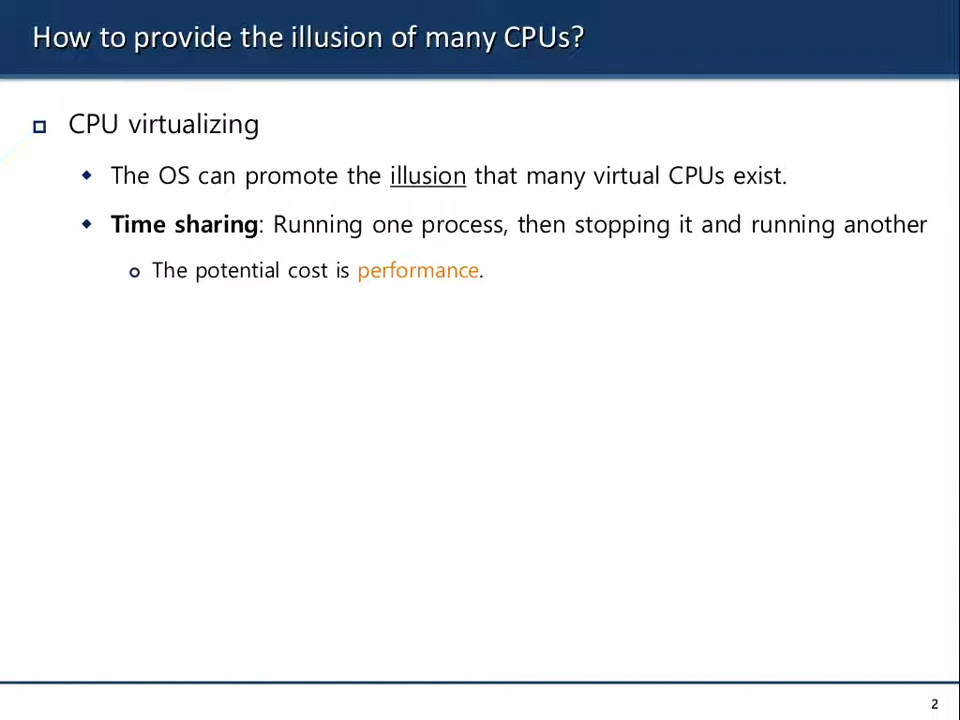 How to provide the illusion of many CPUs?
CPU virtualizing
The OS can promote the illusion that many virtual CPUs exist.
Time sharing: Running one process, then stopping it and running another
The potential cost is performance.
2